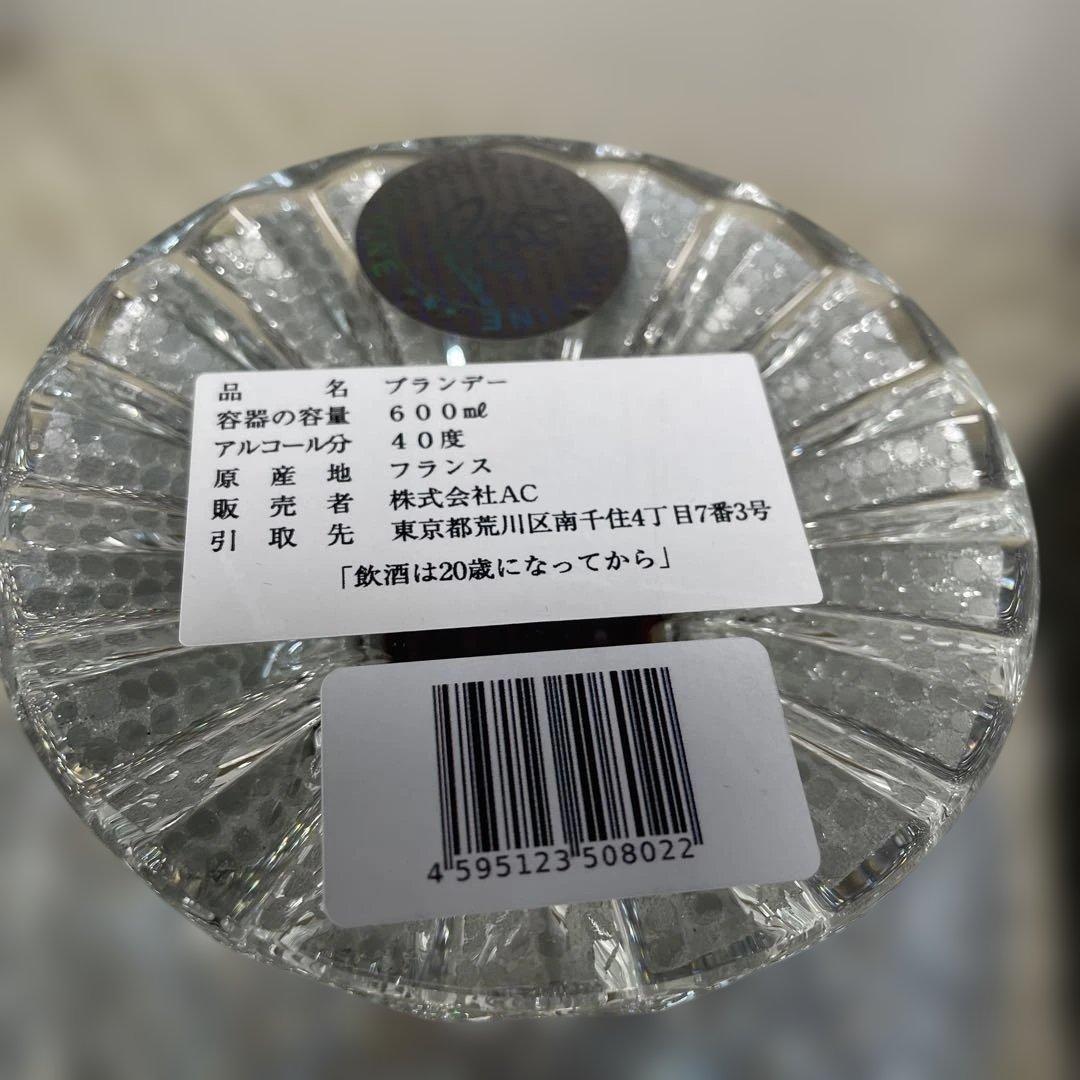 品名 ブランデー
容器の容量 600㎖
アルコール分 40度
原産地 フランス
販売者 株式会社AC
引取先 東京都荒川区南千住4丁目7番3号
「飲酒は20歳になってから」
4 595123 508022